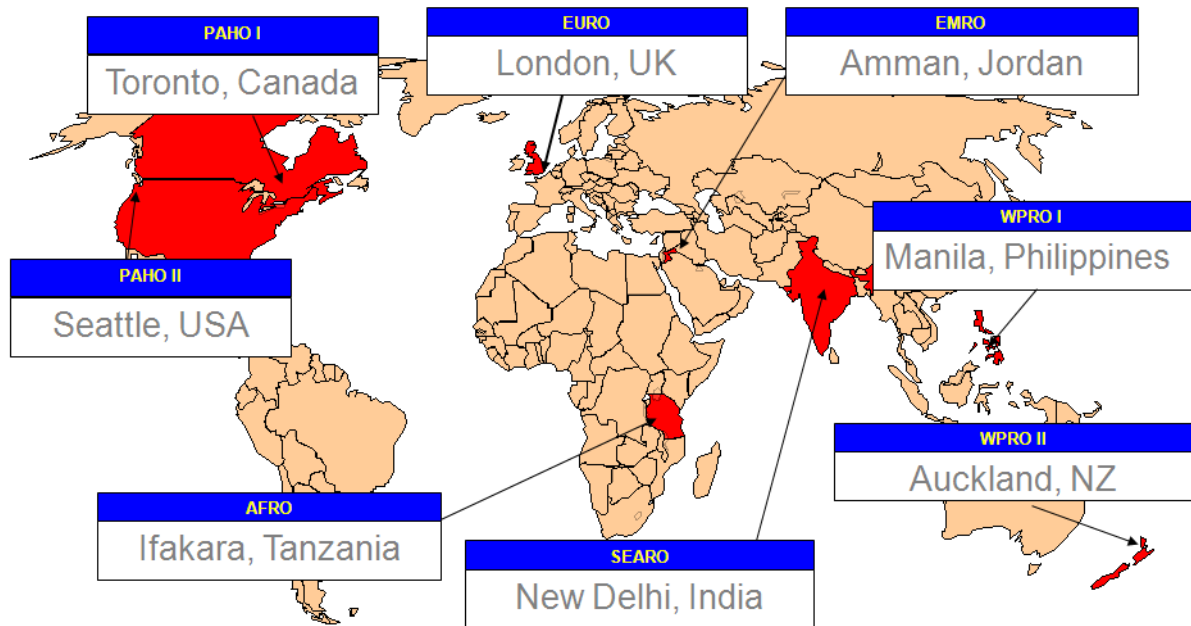 PAHO I
Toronto, Canada
EURO
London, UK
EMRO
Amman, Jordan
WPRO I
Manila, Philippines
PAHO II
Seattle, USA
WPRO II
Auckland, NZ
AFRO
Ifakara, Tanzania
SEARO
New Delhi, India